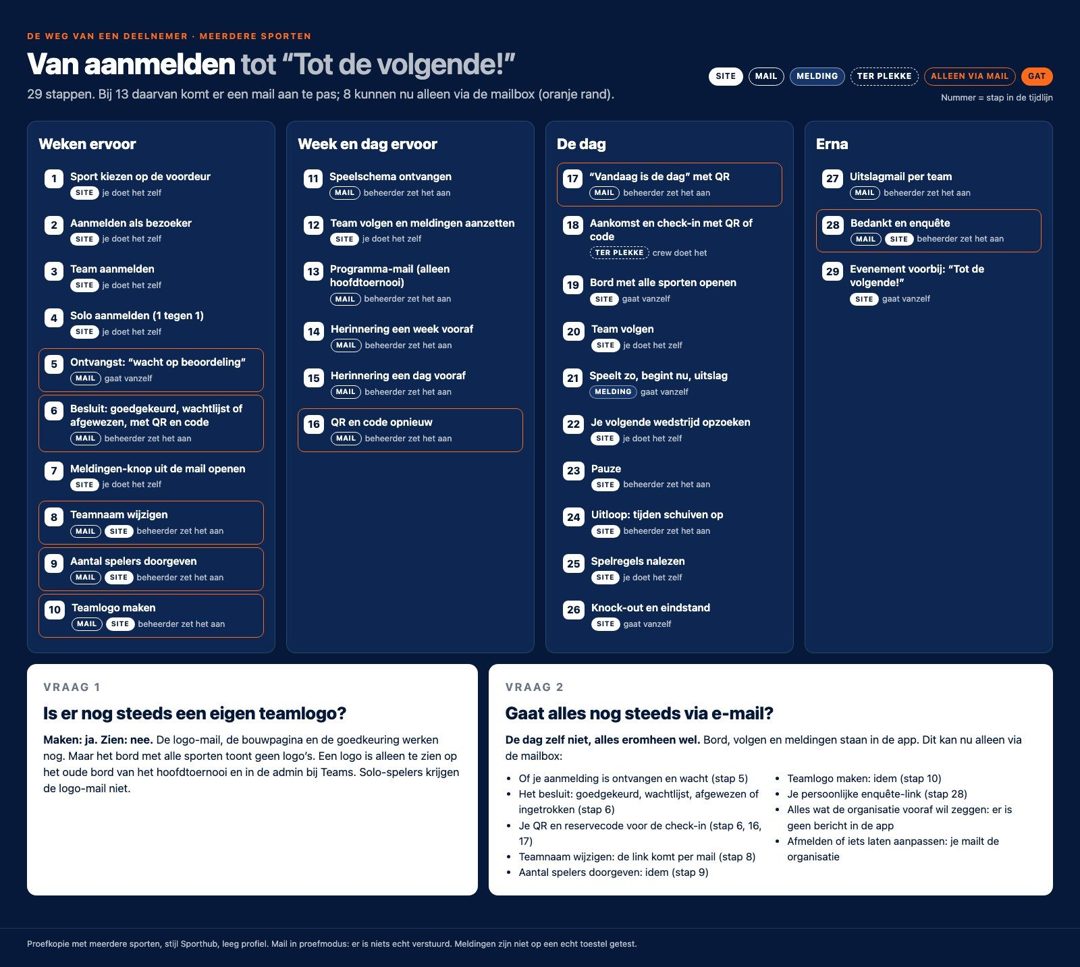 DE WEG VAN EEN DEELNEMER · MEERDERE SPORTEN
Van aanmelden tot “Tot de volgende!”
29 stappen. Bij 13 daarvan komt er een mail aan te pas; 8 kunnen nu alleen via de mailbox (oranje rand).
SITE MAIL MELDING TER PLEKKE ALLEEN VIA MAIL GAT
Nummer = stap in de tijdlijn
Weken ervoor
1 Sport kiezen op de voordeur
SITE je doet het zelf
2 Aanmelden als bezoeker
SITE je doet het zelf
3 Team aanmelden
SITE je doet het zelf
4 Solo aanmelden (1 tegen 1)
SITE je doet het zelf
5 Ontvangst: “wacht op beoordeling”
MAIL gaat vanzelf
6 Besluit: goedgekeurd, wachtlijst of
afgewezen, met QR en code
MAIL beheerder zet het aan
7 Meldingen-knop uit de mail openen
SITE je doet het zelf
8 Teamnaam wijzigen
MAIL SITE beheerder zet het aan
9 Aantal spelers doorgeven
MAIL SITE beheerder zet het aan
10 Teamlogo maken
MAIL SITE beheerder zet het aan
Week en dag ervoor
11 Speelschema ontvangen
MAIL beheerder zet het aan
12 Team volgen en meldingen aanzetten
SITE je doet het zelf
13 Programma-mail (alleen
hoofdtoernooi)
MAIL beheerder zet het aan
14 Herinnering een week vooraf
MAIL beheerder zet het aan
15 Herinnering een dag vooraf
MAIL beheerder zet het aan
16 QR en code opnieuw
MAIL beheerder zet het aan
De dag
17 “Vandaag is de dag” met QR
MAIL beheerder zet het aan
18 Aankomst en check-in met QR of
code
TER PLEKKE crew doet het
19 Bord met alle sporten openen
SITE gaat vanzelf
20 Team volgen
SITE je doet het zelf
21 Speelt zo, begint nu, uitslag
MELDING gaat vanzelf
22 Je volgende wedstrijd opzoeken
SITE je doet het zelf
23 Pauze
SITE beheerder zet het aan
24 Uitloop: tijden schuiven op
SITE beheerder zet het aan
25 Spelregels nalezen
SITE je doet het zelf
26 Knock-out en eindstand
SITE gaat vanzelf
Erna
27 Uitslagmail per team
MAIL beheerder zet het aan
28 Bedankt en enquête
MAIL SITE beheerder zet het aan
29 Evenement voorbij: “Tot de
volgende!”
SITE gaat vanzelf
VRAAG 1
Is er nog steeds een eigen teamlogo?
Maken: ja. Zien: nee. De logo-mail, de bouwpagina en de goedkeuring werken
nog. Maar het bord met alle sporten toont geen logo’s. Een logo is alleen te zien op
het oude bord van het hoofdtoernooi en in de admin bij Teams. Solo-spelers krijgen
de logo-mail niet.
VRAAG 2
Gaat alles nog steeds via e-mail?
De dag zelf niet, alles eromheen wel. Bord, volgen en meldingen staan in de app. Dit kan nu alleen via
de mailbox:
• Of je aanmelding is ontvangen en wacht (stap 5)
• Het besluit: goedgekeurd, wachtlijst, afgewezen of
ingetrokken (stap 6)
• Je QR en reservecode voor de check-in (stap 6, 16,
17)
• Teamnaam wijzigen: de link komt per mail (stap 8)
• Aantal spelers doorgeven: idem (stap 9)
• Teamlogo maken: idem (stap 10)
• Je persoonlijke enquête-link (stap 28)
• Alles wat de organisatie vooraf wil zeggen: er is
geen bericht in de app
• Afmelden of iets laten aanpassen: je mailt de
organisatie
Proefkopie met meerdere sporten, stijl Sporthub, leeg profiel. Mail in proefmodus: er is niets echt verstuurd. Meldingen zijn niet op een echt toestel getest.